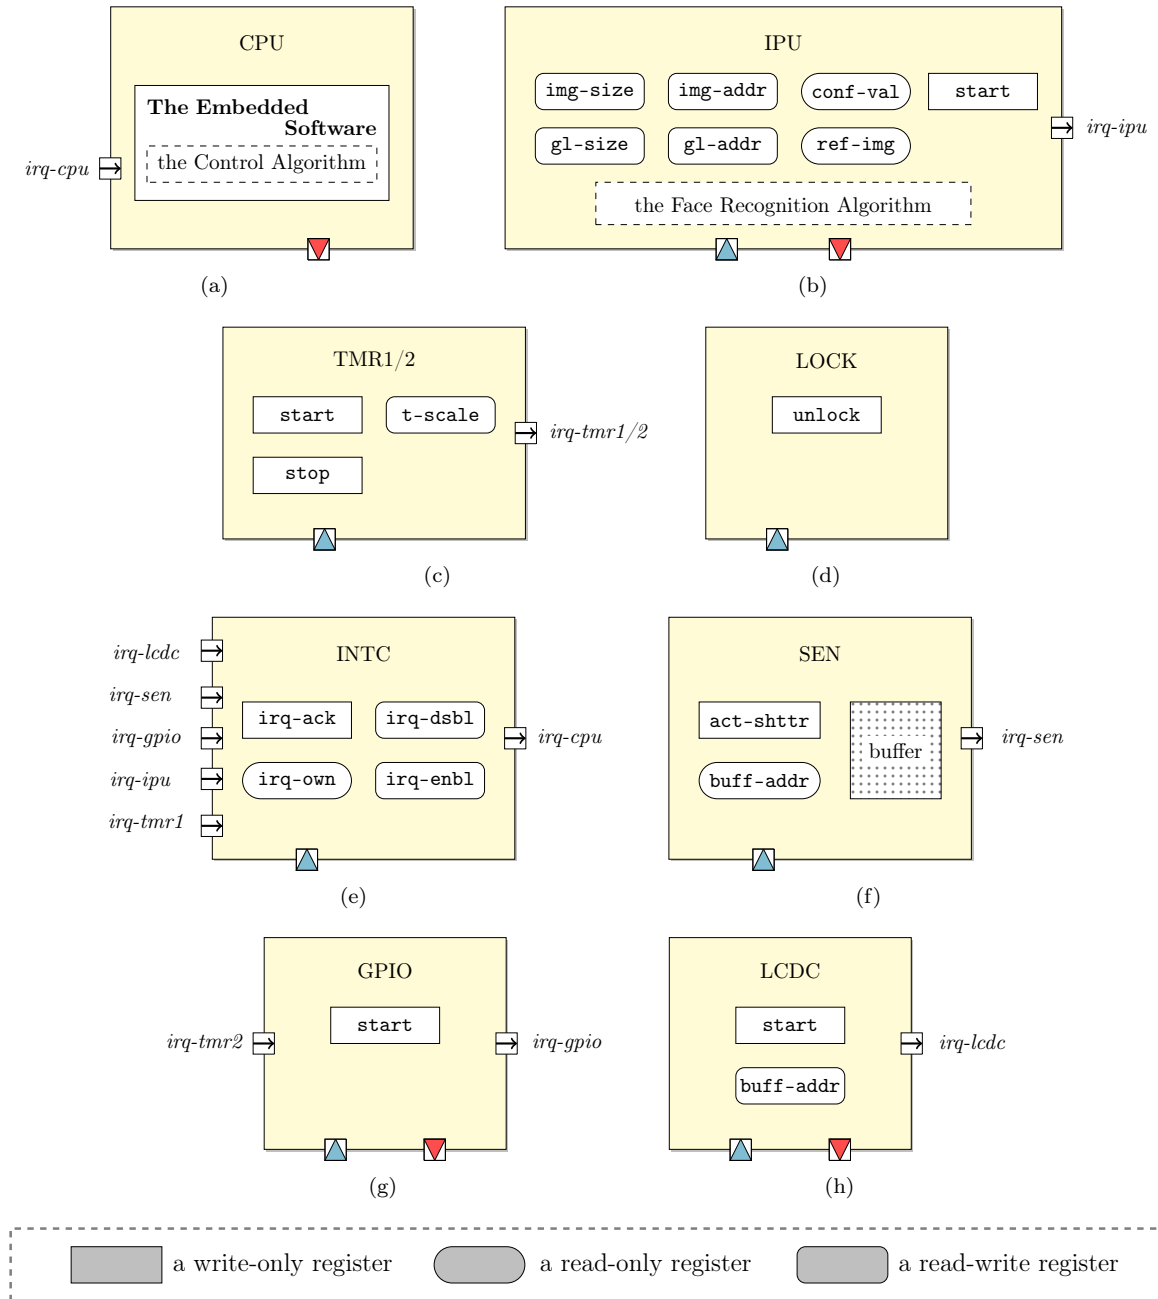 CPU
The Embedded
Software
the Control Algorithm
irq-cpu
(a)
IPU
img-size img-addr conf-val start
gl-size gl-addr ref-img
the Face Recognition Algorithm
irq-ipu
(b)
TMR1/2
start t-scale
stop
irq-tmr1/2
(c)
LOCK
unlock
(d)
irq-lcdc
irq-sen
irq-gpio
irq-ipu
irq-tmr1
INTC
irq-ack irq-dsbl
irq-own irq-enbl
irq-cpu
(e)
SEN
act-shttr
buff-addr
buffer
irq-sen
(f)
irq-tmr2
GPIO
start
irq-gpio
(g)
LCDC
start
buff-addr
irq-lcdc
(h)
a write-only register a read-only register a read-write register